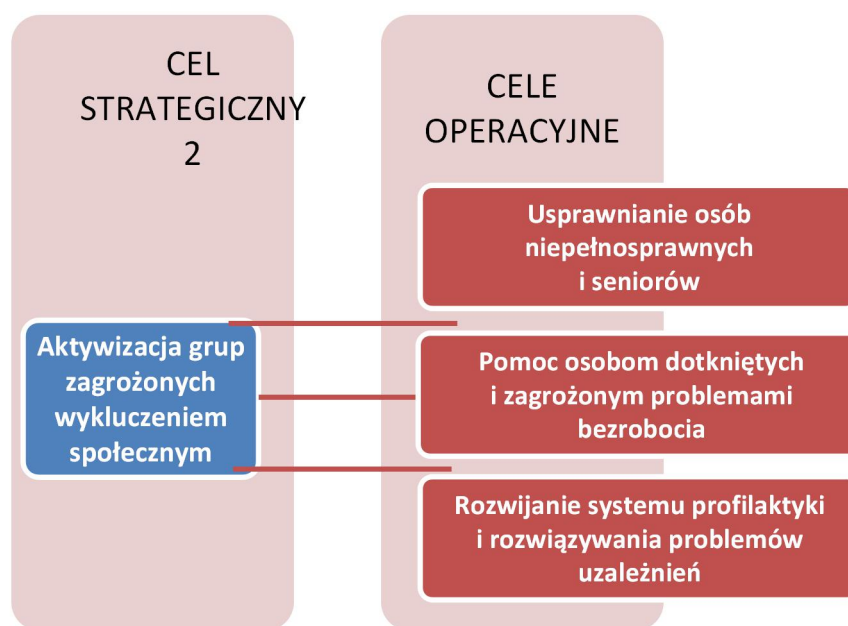 CEL
STRATEGICZNY
2
CELE
OPERACYJNE
Usprawnianie osób
niepełnosprawnych
i seniorów
Aktywizacja grup
zagrożonych
wykluczeniem
społecznym
Pomoc osobom dotkniętych
i zagrożonym problemami
bezrobocia
Rozwijanie systemu profilaktyki
i rozwiązywania problemów
uzależnień